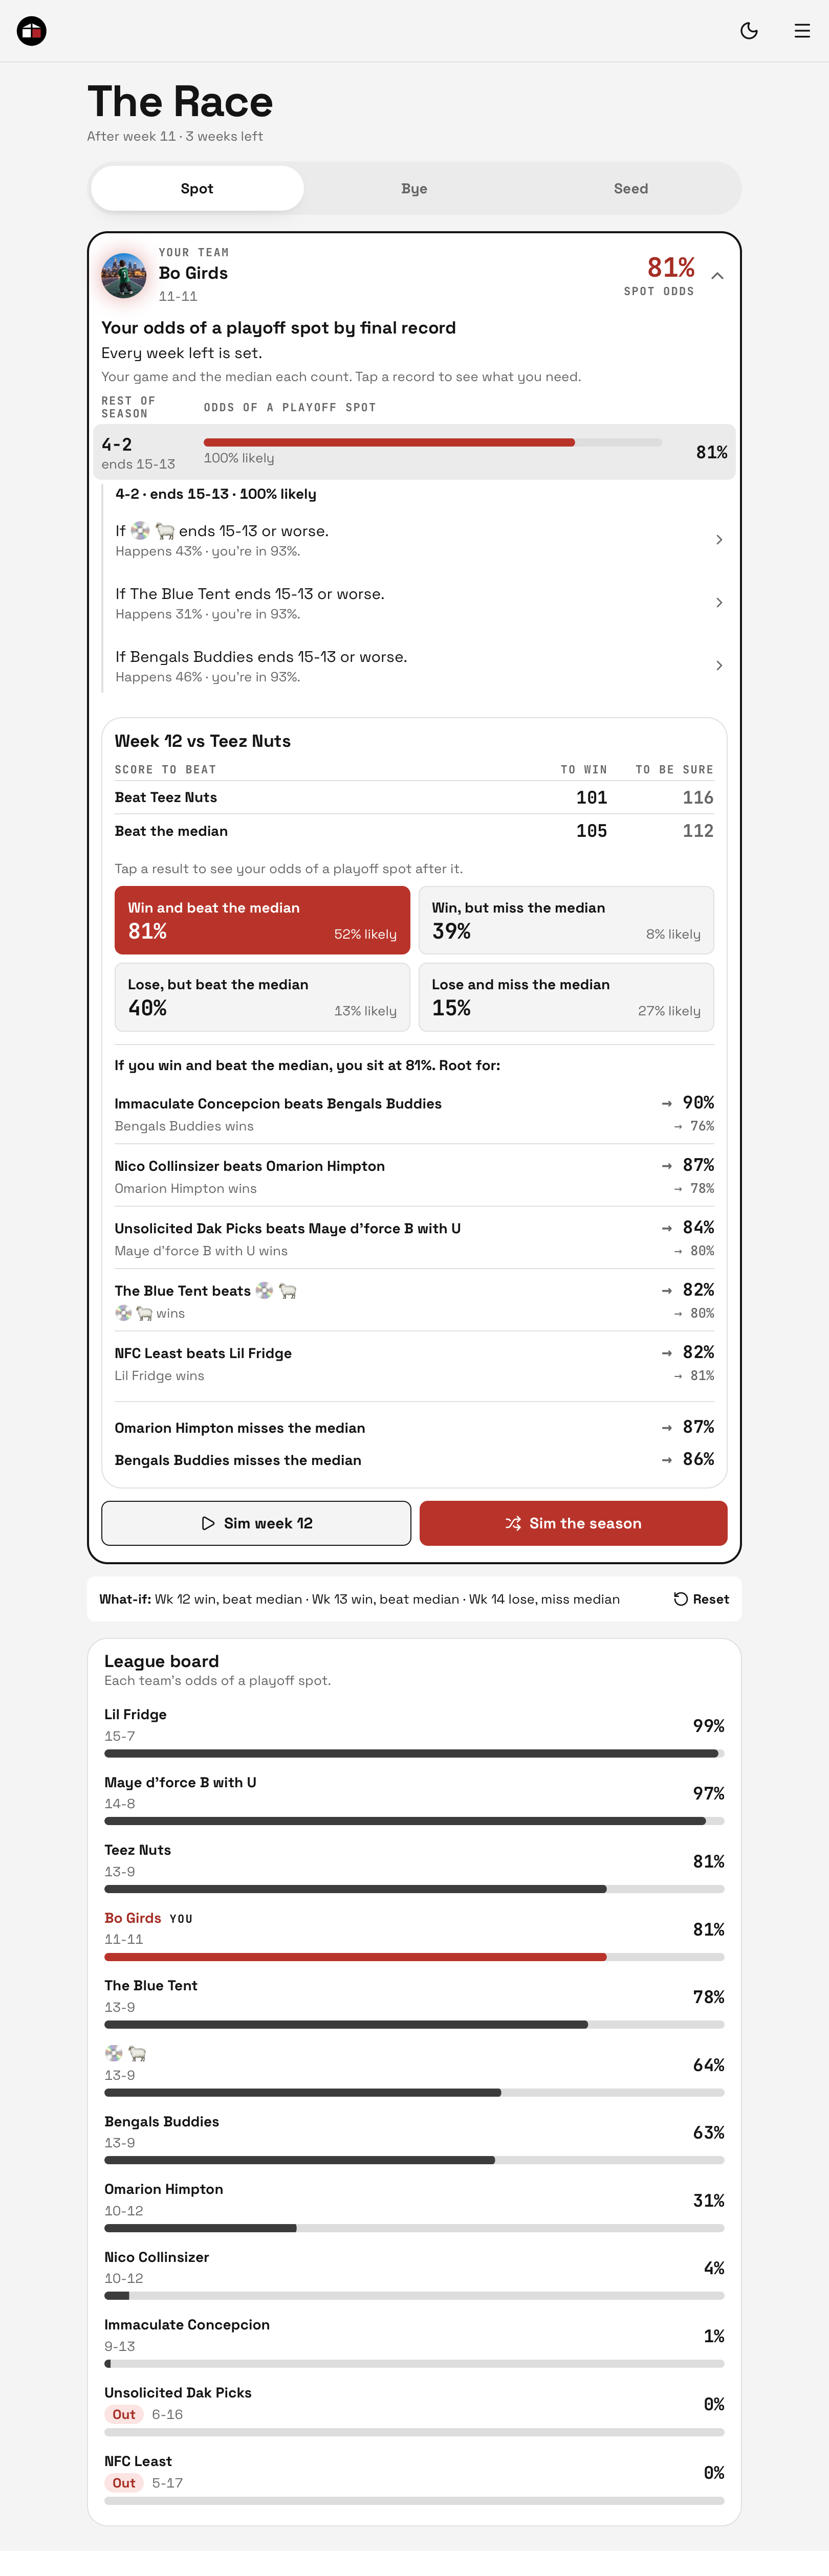 The Race
After week 11 · 3 weeks left
Spot
Bye
Seed
YOUR TEAM
Bo Girds
11-11
81%
SPOT ODDS
Your odds of a playoff spot by final record
Every week left is set.
Your game and the median each count. Tap a record to see what you need.
REST OF SEASON
ODDS OF A PLAYOFF SPOT
4-2
ends 15-13
100% likely
81%
4-2 · ends 15-13 · 100% likely
If 💿 🐑 ends 15-13 or worse.
Happens 43% · you're in 93%.
If The Blue Tent ends 15-13 or worse.
Happens 31% · you're in 93%.
If Bengals Buddies ends 15-13 or worse.
Happens 46% · you're in 93%.
Week 12 vs Teez Nuts
SCORE TO BEAT TO WIN TO BE SURE
Beat Teez Nuts 101 116
Beat the median 105 112
Tap a result to see your odds of a playoff spot after it.
Win and beat the median
81% 52% likely
Win, but miss the median
39% 8% likely
Lose, but beat the median
40% 13% likely
Lose and miss the median
15% 27% likely
If you win and beat the median, you sit at 81%. Root for:
Immaculate Concepcion beats Bengals Buddies → 90%
Bengals Buddies wins → 76%
Nico Collinsizer beats Omarion Himpton → 87%
Omarion Himpton wins → 78%
Unsolicited Dak Picks beats Maye d'force B with U → 84%
Maye d'force B with U wins → 80%
The Blue Tent beats 💿 🐑 → 82%
💿 🐑 wins → 80%
NFC Least beats Lil Fridge → 82%
Lil Fridge wins → 81%
Omarion Himpton misses the median → 87%
Bengals Buddies misses the median → 86%
Sim week 12
Sim the season
What-if: Wk 12 win, beat median · Wk 13 win, beat median · Wk 14 lose, miss median
Reset
League board
Each team's odds of a playoff spot.
Lil Fridge
15-7
99%
Maye d'force B with U
14-8
97%
Teez Nuts
13-9
81%
Bo Girds YOU
11-11
81%
The Blue Tent
13-9
78%
💿 🐑
13-9
64%
Bengals Buddies
13-9
63%
Omarion Himpton
10-12
31%
Nico Collinsizer
10-12
4%
Immaculate Concepcion
9-13
1%
Unsolicited Dak Picks
Out 6-16
0%
NFC Least
Out 5-17
0%